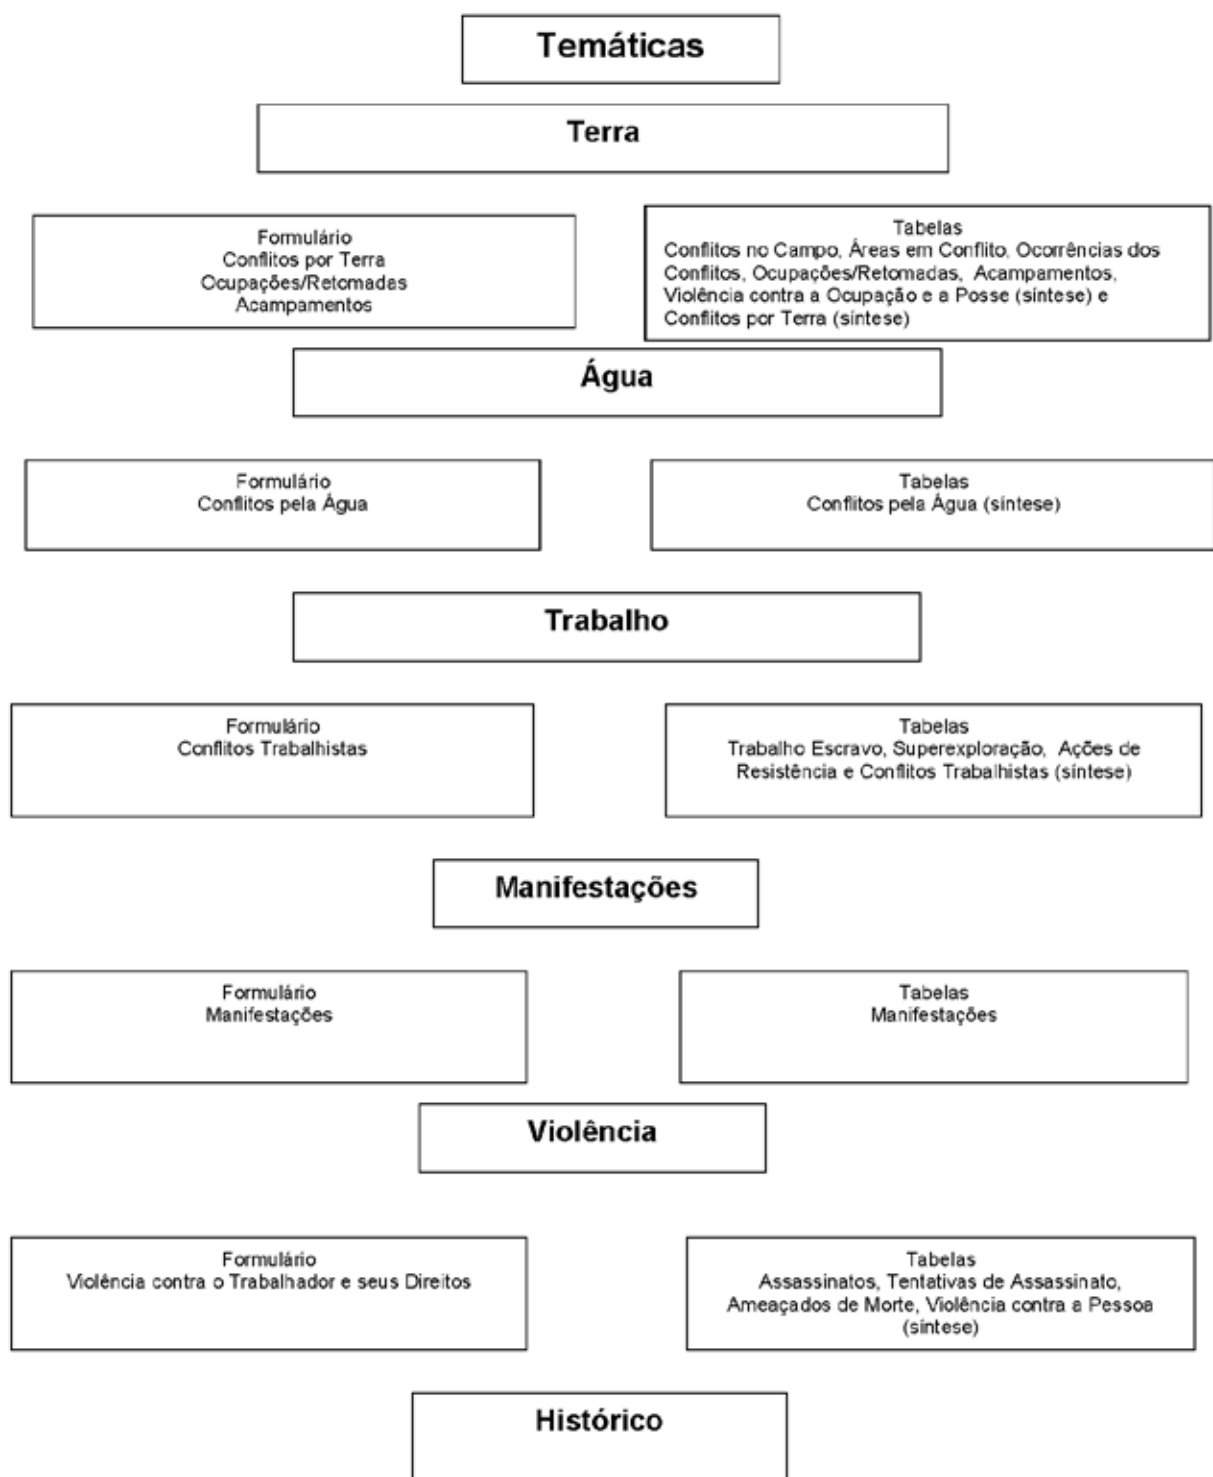 Temáticas
Terra
Formulário
Conflitos por Terra
Ocupações/Retomadas
Acampamentos
Tabelas
Conflitos no Campo, Áreas em Conflito, Ocorrências dos
Conflitos, Ocupações/Retomadas, Acampamentos,
Violência contra a Ocupação e a Posse (síntese) e
Conflitos por Terra (síntese)
Água
Formulário
Conflitos pela Água
Tabelas
Conflitos pela Água (síntese)
Trabalho
Formulário
Conflitos Trabalhistas
Tabelas
Trabalho Escravo, Superexploração, Ações de
Resistência e Conflitos Trabalhistas (síntese)
Manifestações
Formulário
Manifestações
Tabelas
Manifestações
Violência
Formulário
Violência contra o Trabalhador e seus Direitos
Tabelas
Assassinatos, Tentativas de Assassinato,
Ameaçados de Morte, Violência contra a Pessoa
(síntese)
Histórico